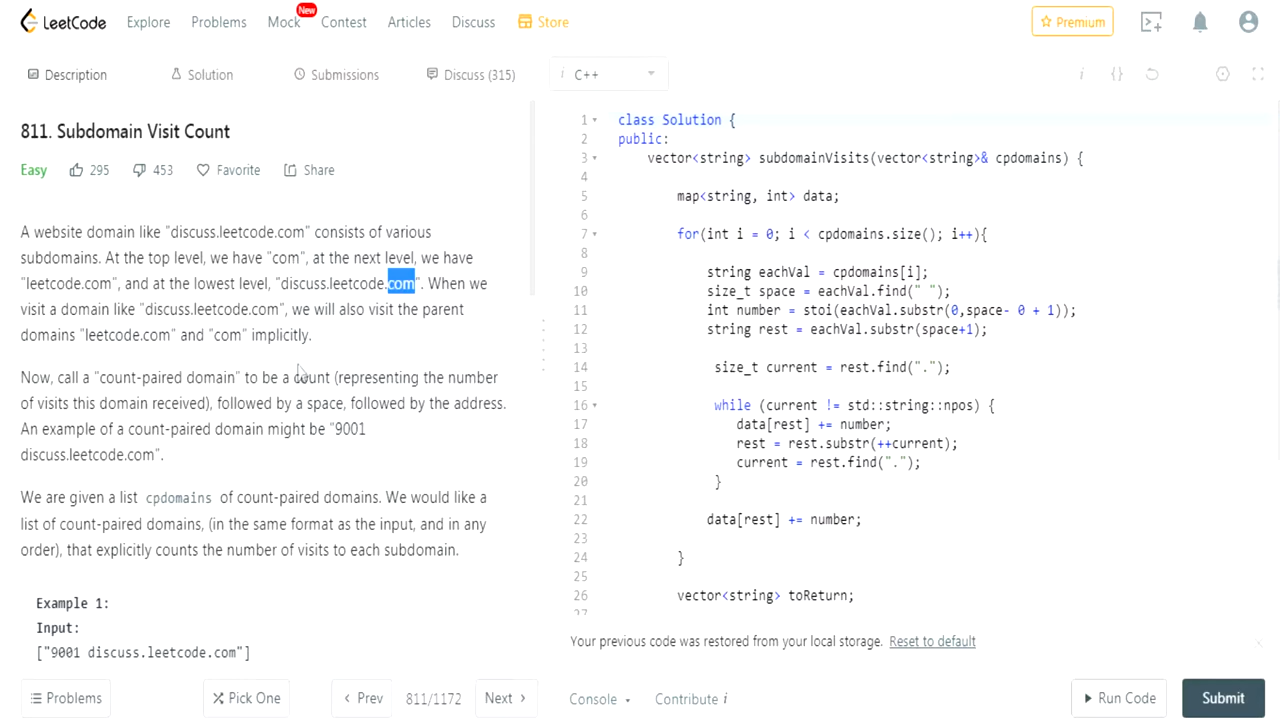 LeetCode Explore Problems Mock New Contest Articles Discuss Store Premium
Description Solution Submissions Discuss (315) i C++ i {}
811. Subdomain Visit Count
Easy 295 453 Favorite Share
A website domain like "discuss.leetcode.com" consists of various
subdomains. At the top level, we have "com", at the next level, we have
"leetcode.com", and at the lowest level, "discuss.leetcode.com". When we
visit a domain like "discuss.leetcode.com", we will also visit the parent
domains "leetcode.com" and "com" implicitly.
Now, call a "count-paired domain" to be a count (representing the number
of visits this domain received), followed by a space, followed by the address.
An example of a count-paired domain might be "9001
discuss.leetcode.com".
We are given a list cpdomains of count-paired domains. We would like a
list of count-paired domains, (in the same format as the input, and in any
order), that explicitly counts the number of visits to each subdomain.
Example 1:
Input:
["9001 discuss.leetcode.com"]
1 class Solution {
2 public:
3 vector<string> subdomainVisits(vector<string>& cpdomains) {
4
5 map<string, int> data;
6
7 for(int i = 0; i < cpdomains.size(); i++){
8
9 string eachVal = cpdomains[i];
10 size_t space = eachVal.find(" ");
11 int number = stoi(eachVal.substr(0,space- 0 + 1));
12 string rest = eachVal.substr(space+1);
13
14 size_t current = rest.find(".");
15
16 while (current != std::string::npos) {
17 data[rest] += number;
18 rest = rest.substr(++current);
19 current = rest.find(".");
20 }
21
22 data[rest] += number;
23
24 }
25
26 vector<string> toReturn;
27
Your previous code was restored from your local storage. Reset to default
Problems Pick One Prev 811/1172 Next Console Contribute i Run Code Submit